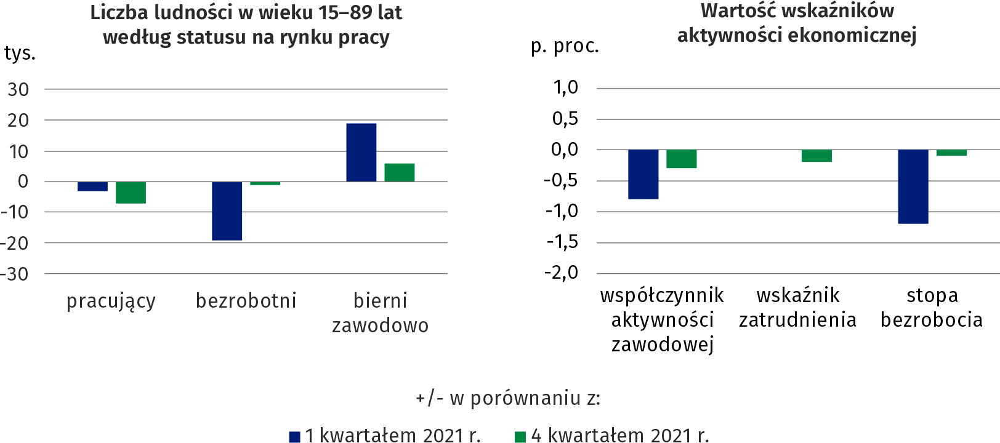 Liczba ludności w wieku 15–89 lat
według statusu na rynku pracy
tys.
30
20
10
0
-10
-20
-30
pracujący
bezrobotni
bierni
zawodowo
Wartość wskaźników
aktywności ekonomicznej
p. proc.
1,0
0,5
0,0
-0,5
-1,0
-1,5
-2,0
współczynnik
aktywności
zawodowej
wskaźnik
zatrudnienia
stopa
bezrobocia
+/- w porównaniu z:
1 kwartałem 2021 r.
4 kwartałem 2021 r.